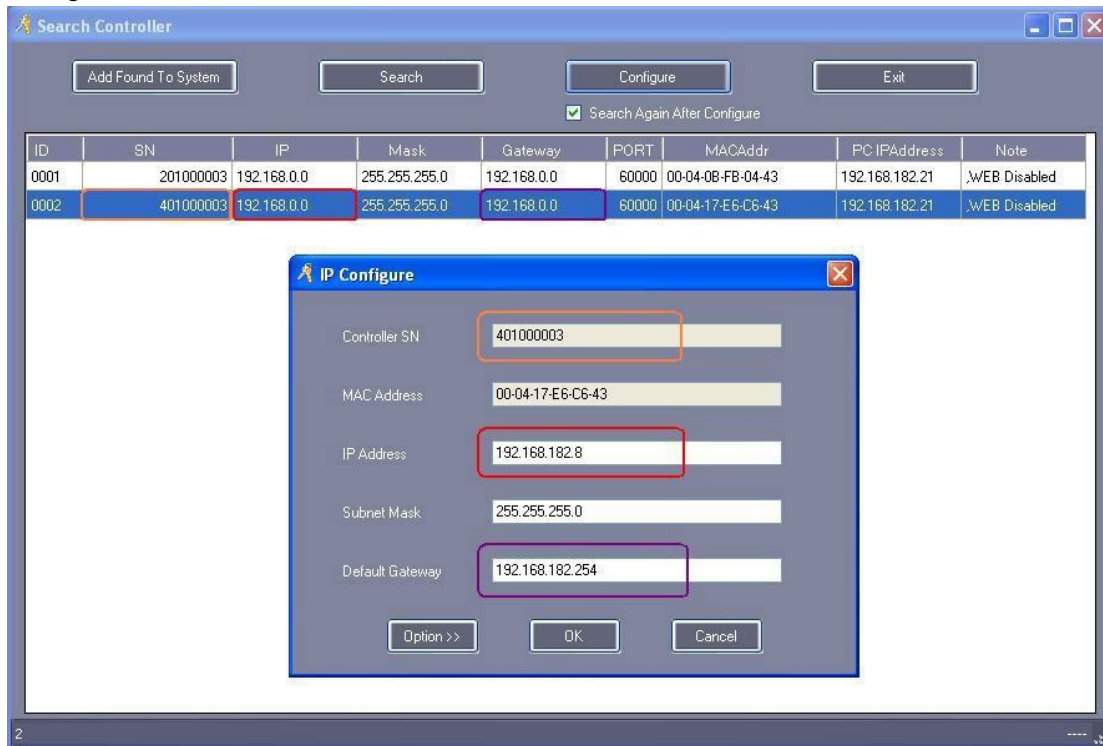 Search Controller
Add Found To System Search Configure Exit
Search Again After Configure
ID SN IP Mask Gateway PORT MACAddr PC IPAddress Note
0001 201000003 192.168.0.0 255.255.255.0 192.168.0.0 60000 00-04-0B-FB-04-43 192.168.182.21 ,WEB Disabled
0002 401000003 192.168.0.0 255.255.255.0 192.168.0.0 60000 00-04-17-E6-C6-43 192.168.182.21 ,WEB Disabled
IP Configure
Controller SN 401000003
MAC Address 00-04-17-E6-C6-43
IP Address 192.168.182.8
Subnet Mask 255.255.255.0
Default Gateway 192.168.182.254
Option >> OK Cancel
2 ----